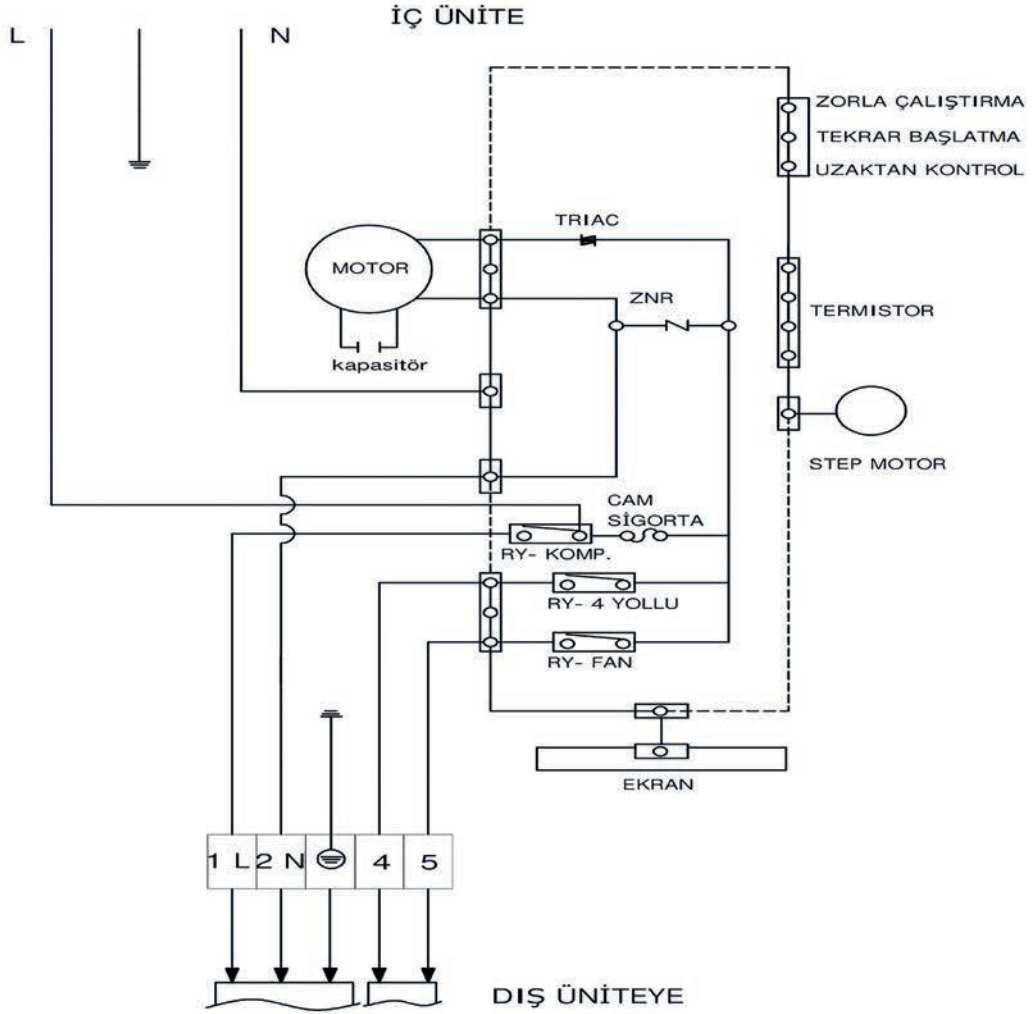 İÇ ÜNİTE
L
N
ZORLA ÇALIŞTIRMA
TEKRAR BAŞLATMA
UZAKTAN KONTROL
TRIAC
MOTOR
ZNR
TERMISTOR
kapasitör
STEP MOTOR
CAM
SİGORTA
RY- KOMP.
RY- 4 YOLLU
RY- FAN
EKRAN
1 L 2 N 4 5
DIŞ ÜNİTEYE